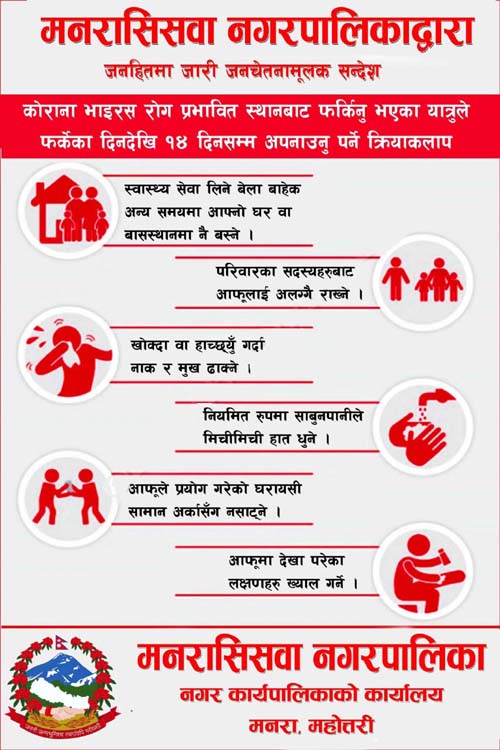 मनरासिसवा नगरपालिकाद्वारा
जनहितमा जारी जनचेतनामूलक सन्देश
कोराना भाइरस रोग प्रभावित स्थानबाट फर्किनु भएका यात्रुले
फर्केका दिनदेखि १४ दिनसम्म अपनाउनु पर्ने क्रियाकलाप
स्वास्थ्य सेवा लिने बेला बाहेक
अन्य समयमा आफ्नो घर वा
बासस्थानमा नै बस्ने ।
परिवारका सदस्यहरुबाट
आफूलाई अलग्गै राख्ने ।
खोक्दा वा हाच्छ्युँ गर्दा
नाक र मुख ढाक्ने ।
नियमित रुपमा साबुनपानीले
मिचीमिची हात धुने ।
आफूले प्रयोग गरेको घरायसी
सामान अर्कासँग नसाट्ने ।
आफूमा देखा परेका
लक्षणहरु ख्याल गर्ने ।
मनरासिसवा नगरपालिका
नगर कार्यपालिकाको कार्यालय
मनरा, महोत्तरी